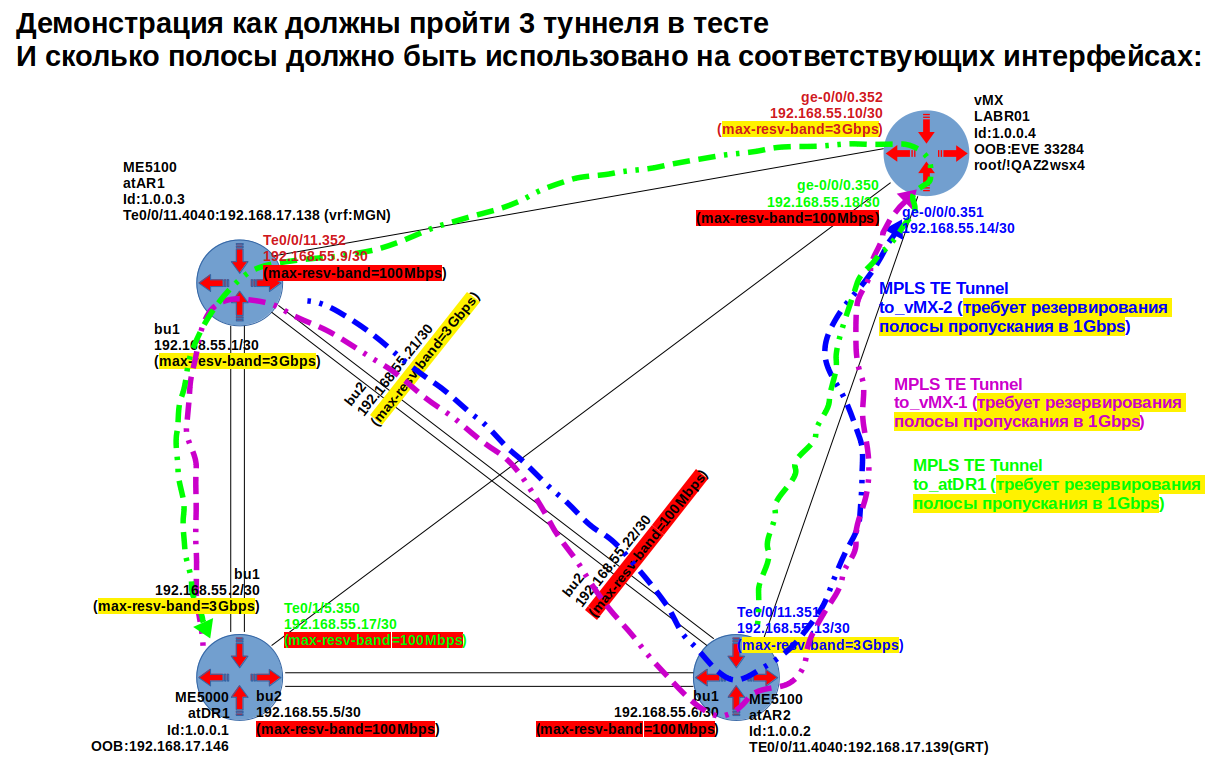 Демонстрация как должны пройти 3 туннеля в тесте
И сколько полосы должно быть использовано на соответствующих интерфейсах:
ge-0/0/0.352
192.168.55.10/30
(max-resv-band=3Gbps)
vMX
LABR01
Id:1.0.0.4
OOB:EVE 33284
root/!QAZ2wsx4
ME5100
atAR1
Id:1.0.0.3
Te0/0/11.4040:192.168.17.138 (vrf:MGN)
ge-0/0/0.350
192.168.55.18/30
(max-resv-band=100Mbps)
ge-0/0/0.351
192.168.55.14/30
Te0/0/11.352
192.168.55.9/30
(max-resv-band=100Mbps)
MPLS TE Tunnel
to_vMX-2 (требует резервирования
полосы пропускания в 1Gbps)
bu1
192.168.55.1/30
(max-resv-band=3Gbps)
bu2
192.168.55.21/30
(max-resv-band=3Gbps)
MPLS TE Tunnel
to_vMX-1 (требует резервирования
полосы пропускания в 1Gbps)
MPLS TE Tunnel
to_atDR1 (требует резервирования
полосы пропускания в 1Gbps)
bu2
192.168.55.22/30
(max-resv-band=100Mbps)
bu1
192.168.55.2/30
(max-resv-band=3Gbps)
Te0/1/5.350
192.168.55.17/30
(max-resv-band=100Mbps)
Te0/0/11.351
192.168.55.13/30
(max-resv-band=3Gbps)
ME5000
atDR1
Id:1.0.0.1
OOB:192.168.17.146
bu2
192.168.55.5/30
(max-resv-band=100Mbps)
bu1
192.168.55.6/30
(max-resv-band=100Mbps)
ME5100
atAR2
Id:1.0.0.2
TE0/0/11.4040:192.168.17.139(GRT)